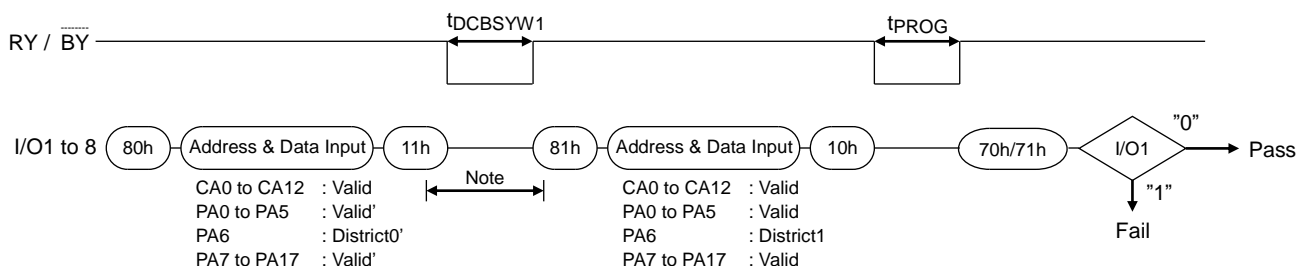 tDCBSYW1
tPROG
RY / BY
I/O1 to 8
80h
Address & Data Input
11h
81h
Address & Data Input
10h
70h/71h
I/O1
"0"
Pass
Note
"1"
Fail
CA0 to CA12 : Valid
PA0 to PA5 : Valid'
PA6 : District0'
PA7 to PA17 : Valid'
CA0 to CA12 : Valid
PA0 to PA5 : Valid
PA6 : District1
PA7 to PA17 : Valid